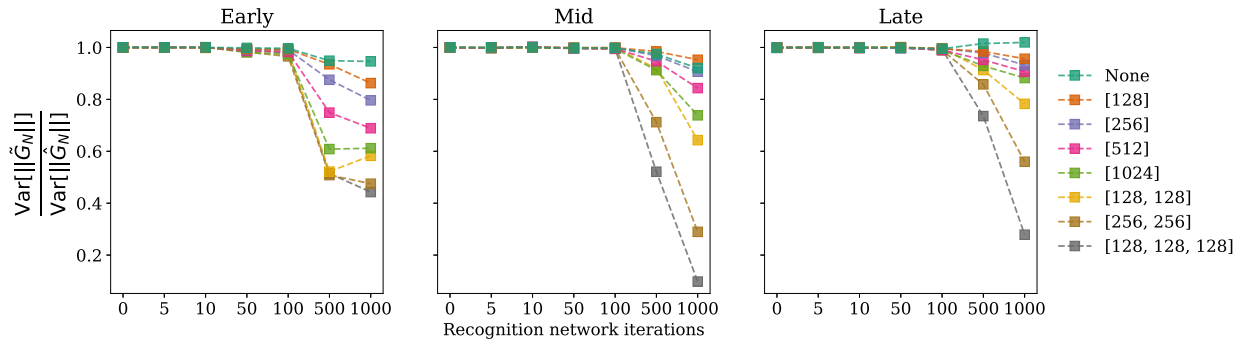 Early
Mid
Late
Var[||G̃_N||]
Var[||Ĝ_N||]
1.0
0.8
0.6
0.4
0.2
0 5 10 50 100 500 1000
0 5 10 50 100 500 1000
0 5 10 50 100 500 1000
Recognition network iterations
None
[128]
[256]
[512]
[1024]
[128, 128]
[256, 256]
[128, 128, 128]